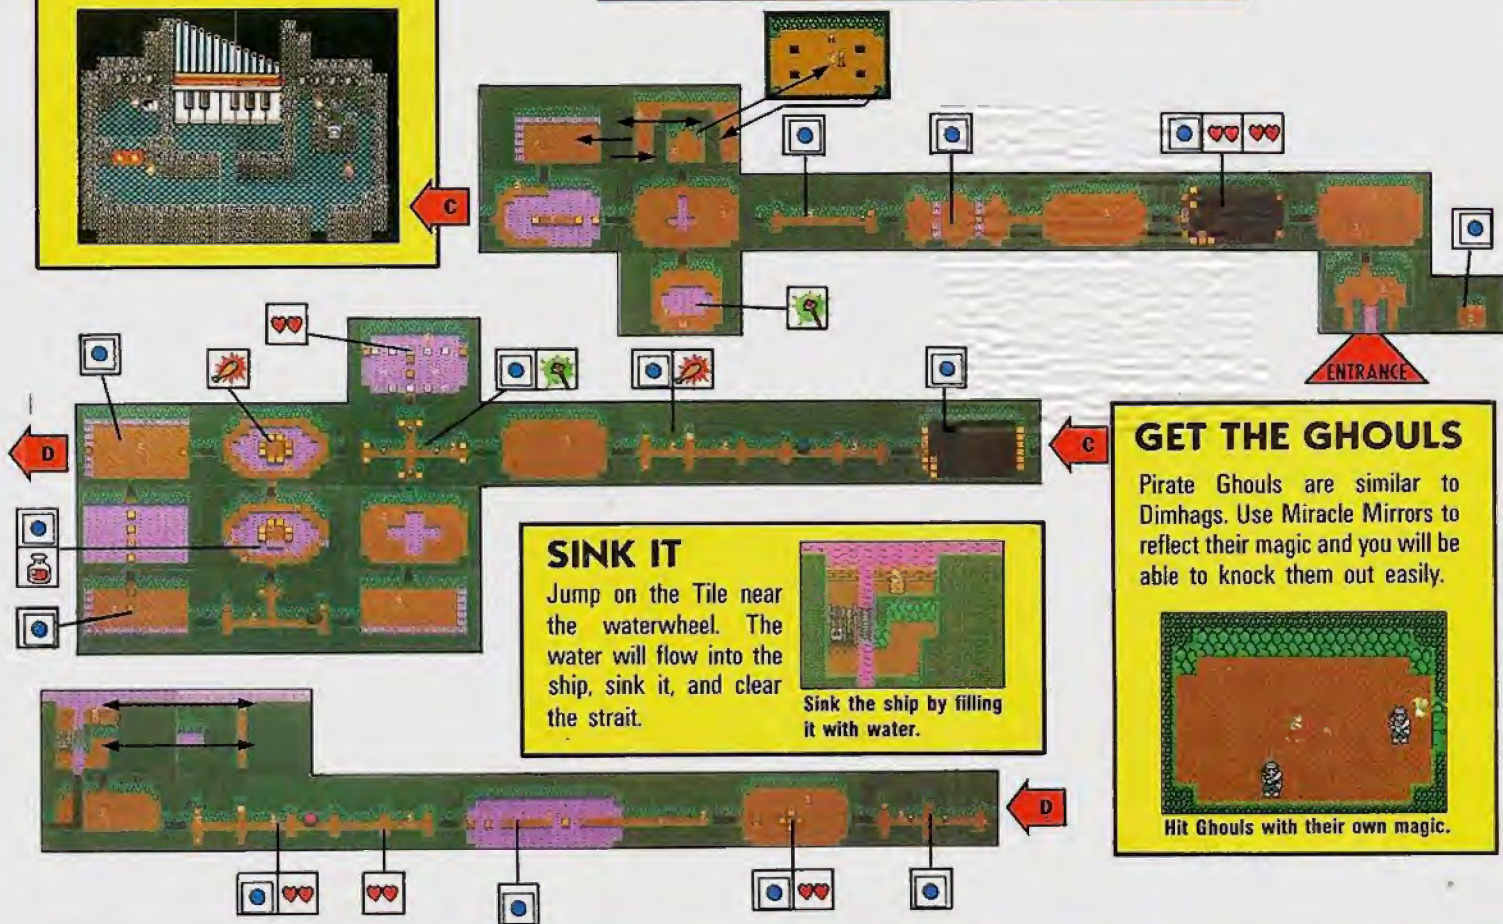 C
ENTRANCE
D
C
GET THE GHOULS
Pirate Ghouls are similar to
Dimhags. Use Miracle Mirrors to
reflect their magic and you will be
able to knock them out easily.
Hit Ghouls with their own magic.
SINK IT
Jump on the Tile near
the waterwheel. The
water will flow into the
ship, sink it, and clear
the strait.
Sink the ship by filling
it with water.
D